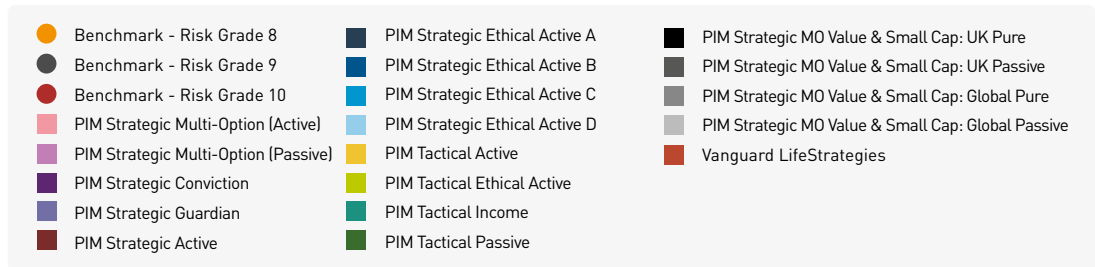 Benchmark - Risk Grade 8
Benchmark - Risk Grade 9
Benchmark - Risk Grade 10
PIM Strategic Multi-Option (Active)
PIM Strategic Multi-Option (Passive)
PIM Strategic Conviction
PIM Strategic Guardian
PIM Strategic Active
PIM Strategic Ethical Active A
PIM Strategic Ethical Active B
PIM Strategic Ethical Active C
PIM Strategic Ethical Active D
PIM Tactical Active
PIM Tactical Ethical Active
PIM Tactical Income
PIM Tactical Passive
PIM Strategic MO Value & Small Cap: UK Pure
PIM Strategic MO Value & Small Cap: UK Passive
PIM Strategic MO Value & Small Cap: Global Pure
PIM Strategic MO Value & Small Cap: Global Passive
Vanguard LifeStrategies